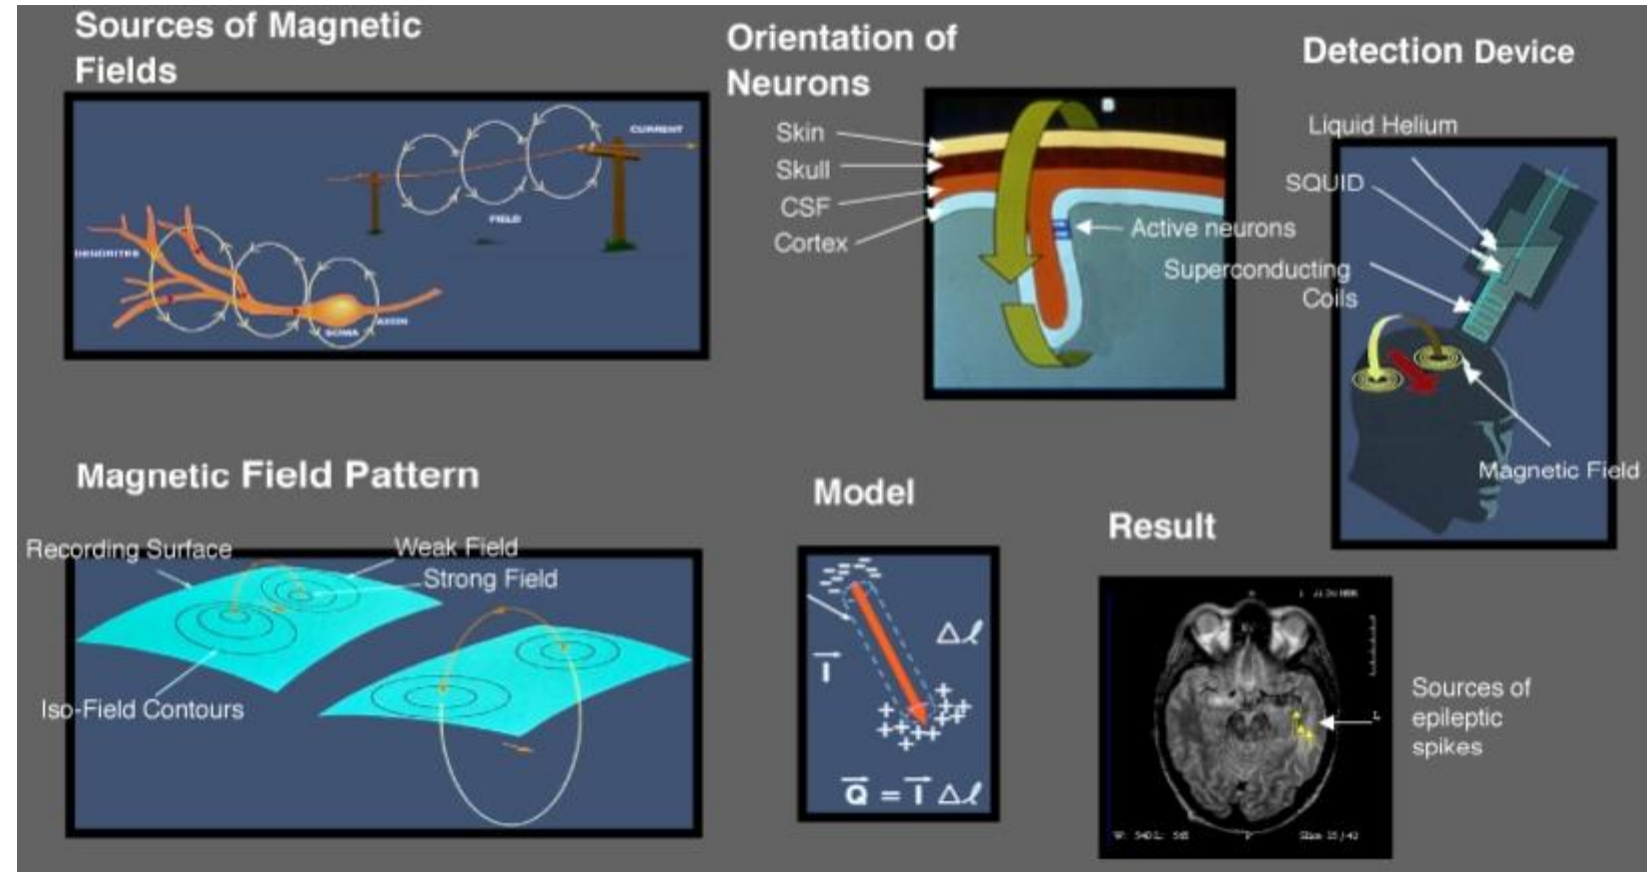 Sources of Magnetic
Fields
CURRENT
FIELD
DENDRITES
SOMA
AXON
Orientation of
Neurons
B
Skin
Skull
CSF
Cortex
Active neurons
Detection Device
Liquid Helium
SQUID
Superconducting
Coils
Magnetic Field
Magnetic Field Pattern
Recording Surface
Weak Field
Strong Field
Iso-Field Contours
Model
Δℓ
I
Q = I Δℓ
Result
Sources of
epileptic
spikes